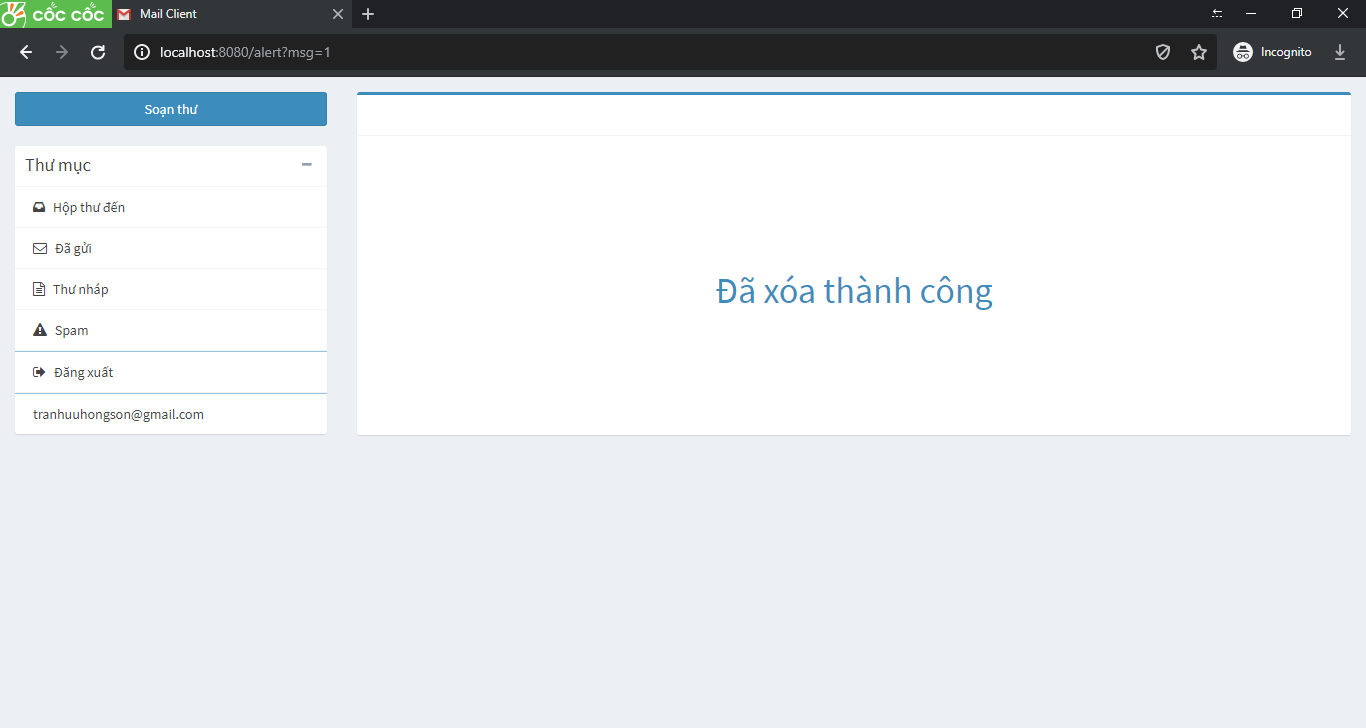 cốc cốc
Mail Client
localhost:8080/alert?msg=1
Incognito
Soạn thư
Thư mục
Hộp thư đến
Đã gửi
Thư nháp
Spam
Đăng xuất
tranhuuhongson@gmail.com
Đã xóa thành công